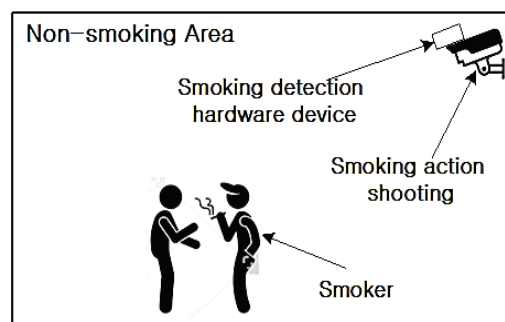 Non-smoking Area
Smoking detection
hardware device
Smoking action
shooting
Smoker